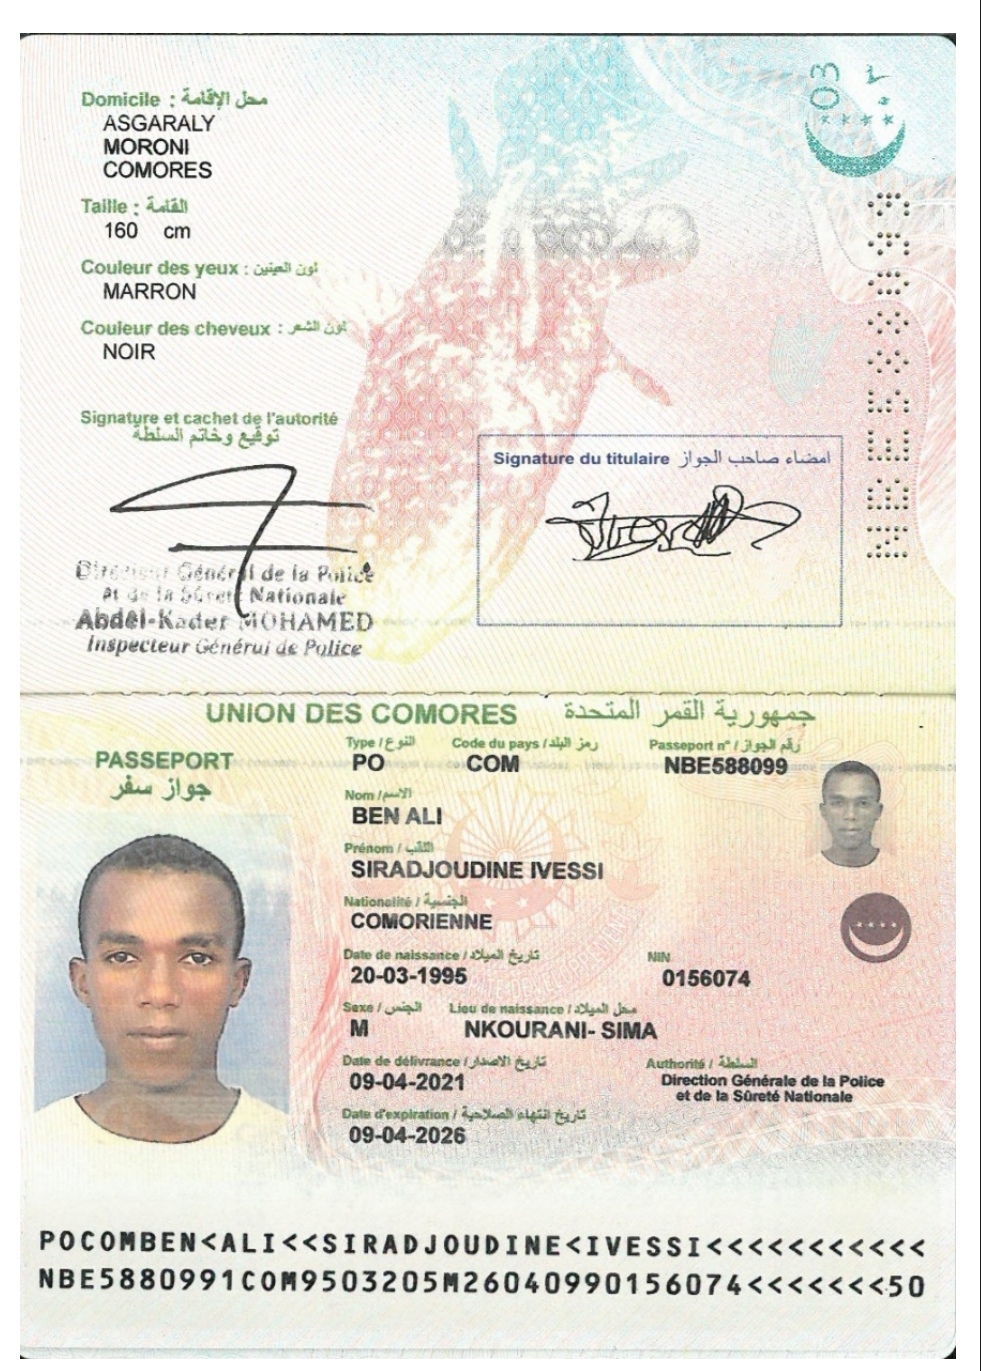 03
٠٣
Domicile : محل الإقامة
ASGARALY
MORONI
COMORES
Taille : القامة
160 cm
Couleur des yeux : لون العينين
MARRON
Couleur des cheveux : لون الشعر
NOIR
Signature et cachet de l'autorité
توقيع وخاتم السلطة
Signature du titulaire امضاء صاحب الجواز
Directeur Général de la Police
et de la Sûreté Nationale
Abdel-Kader MOHAMED
Inspecteur Général de Police
NBE588099
UNION DES COMORES جمهورية القمر المتحدة
PASSEPORT
جواز سفر
Type / النوع Code du pays / رمز البلد Passeport n° / رقم الجواز
PO COM NBE588099
Nom / الاسم
BEN ALI
Prénom / اللقب
SIRADJOUDINE IVESSI
Nationalité / الجنسية
COMORIENNE
Date de naissance / تاريخ الميلاد NIN
20-03-1995 0156074
Sexe / الجنس Lieu de naissance / محل الميلاد
M NKOURANI- SIMA
Date de délivrance / تاريخ الاصدار Authorité / السلطة
09-04-2021 Direction Générale de la Police
et de la Sûreté Nationale
Date d'expiration / تاريخ انتهاء الصلاحية
09-04-2026
POCOMBEN<ALI<<SIRADJOUDINE<IVESSI<<<<<<<<<<<
NBE5880991COM9503205M26040990156074<<<<<<<50